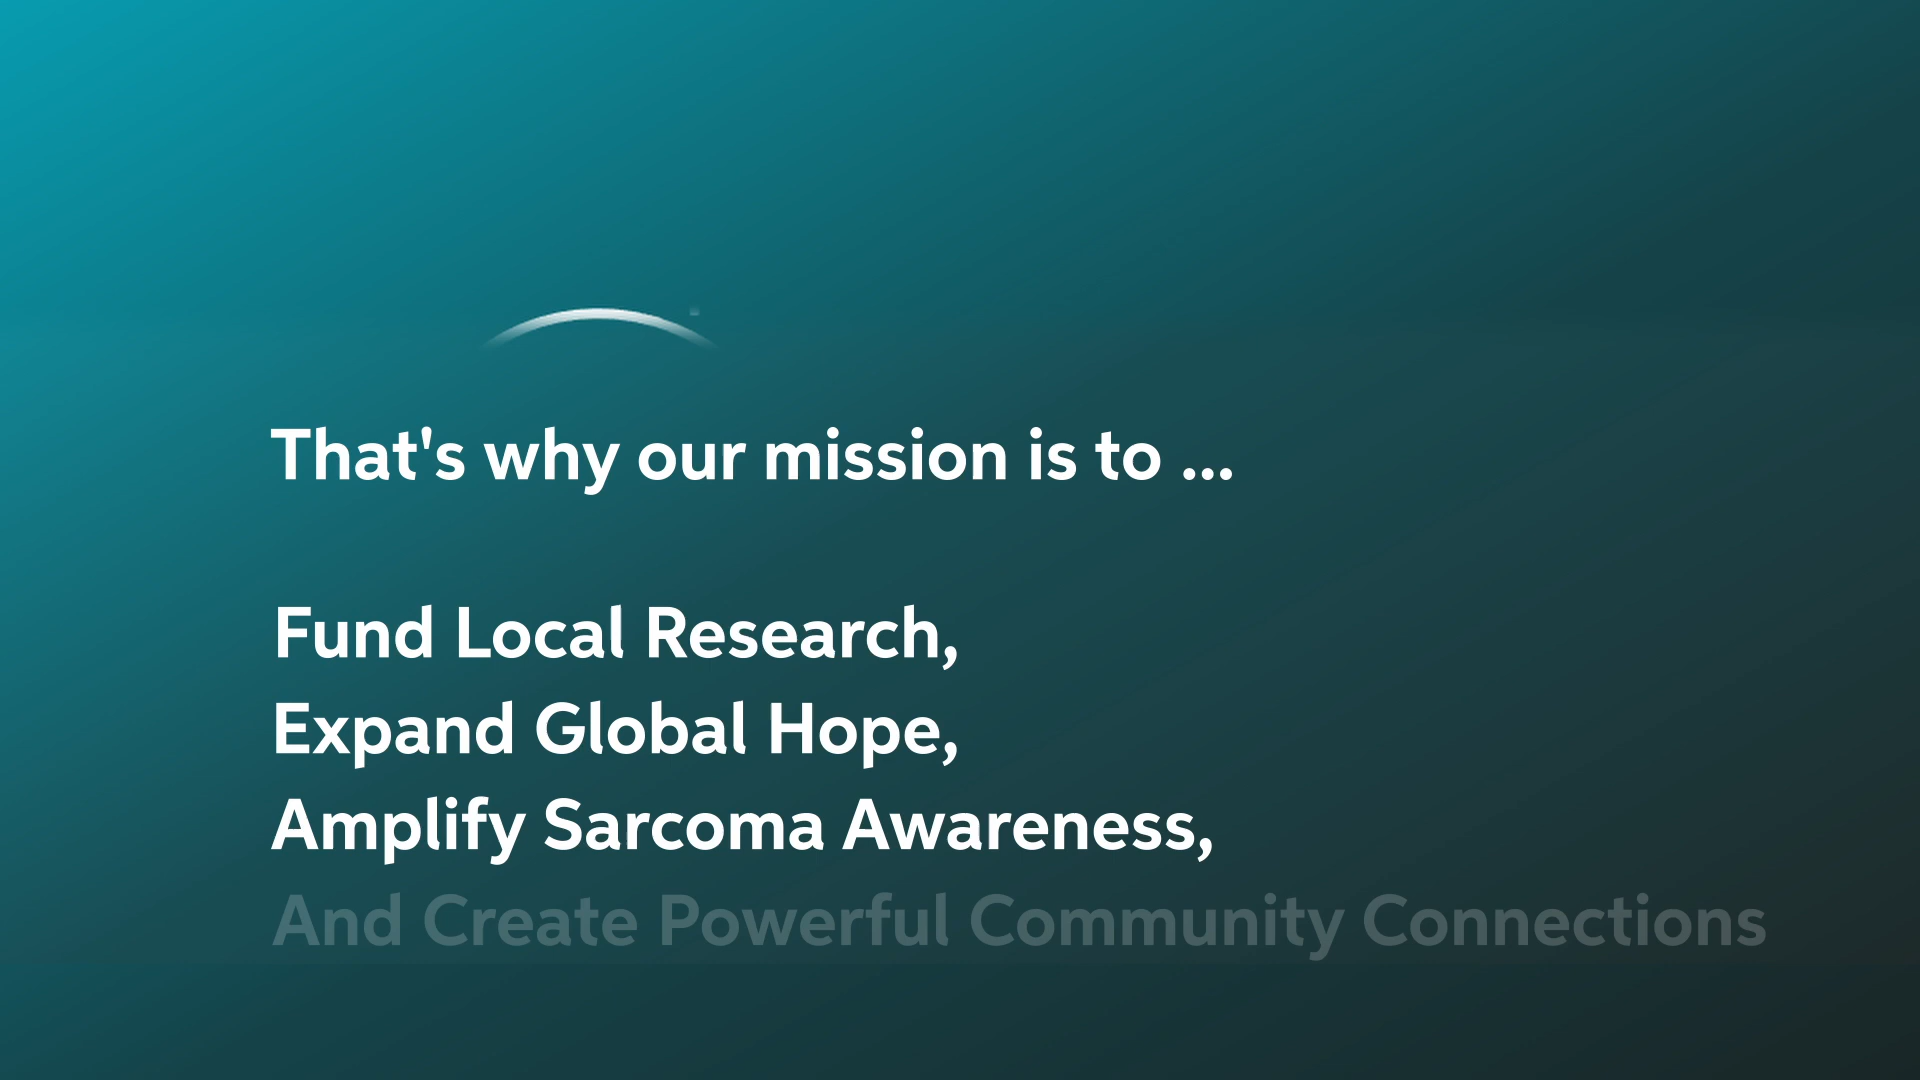 That's why our mission is to ...
Fund Local Research,
Expand Global Hope,
Amplify Sarcoma Awareness,
And Create Powerful Community Connections